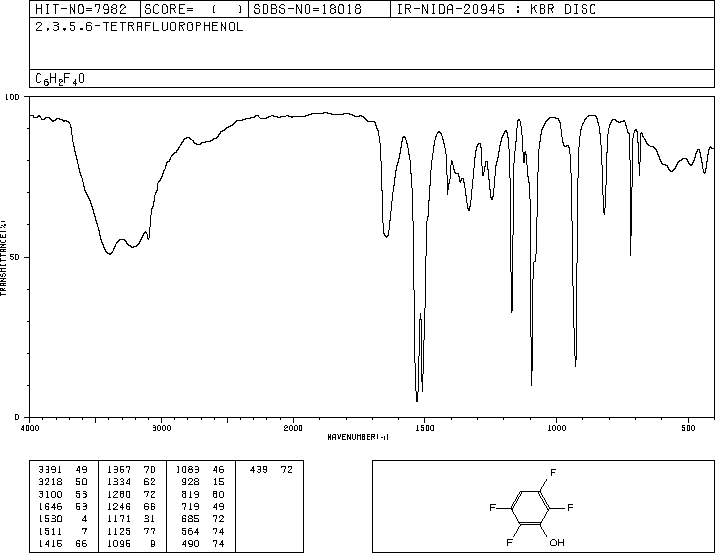 HIT-NO=7982 SCORE= ( ) SDBS-NO=18018 IR-NIDA-20945 : KBR DISC
2,3,5,6-TETRAFLUOROPHENOL
C6H2F4O
100
50
0
TRANSMITTANCE(%)
4000 3000 2000 1500 1000 500
WAVENUMBER(-1)
3391 49 1367 70 1083 46 439 72
3218 50 1334 62 928 15
3100 53 1280 72 819 60
1646 53 1246 66 719 49
1530 4 1171 31 685 72
1511 7 1125 77 564 74
1415 66 1095 9 490 74
F
F F
F OH